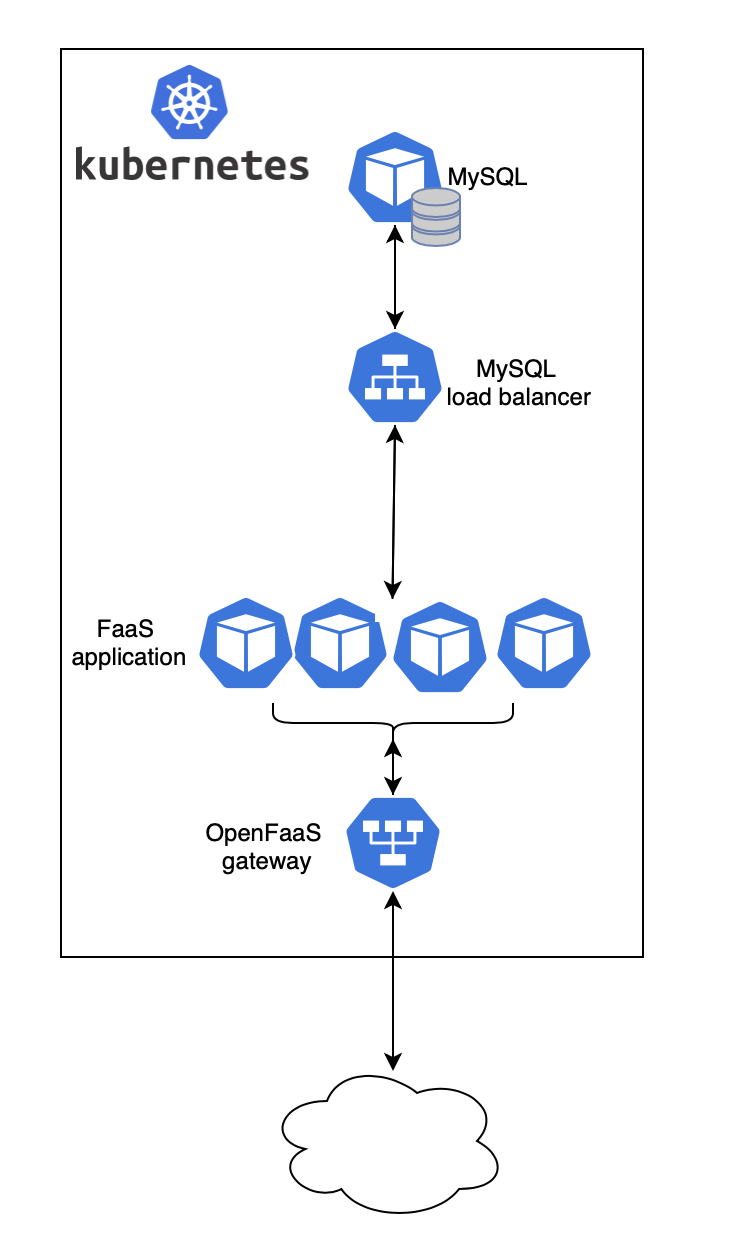 kubernetes
MySQL
MySQL
load balancer
FaaS
application
OpenFaaS
gateway